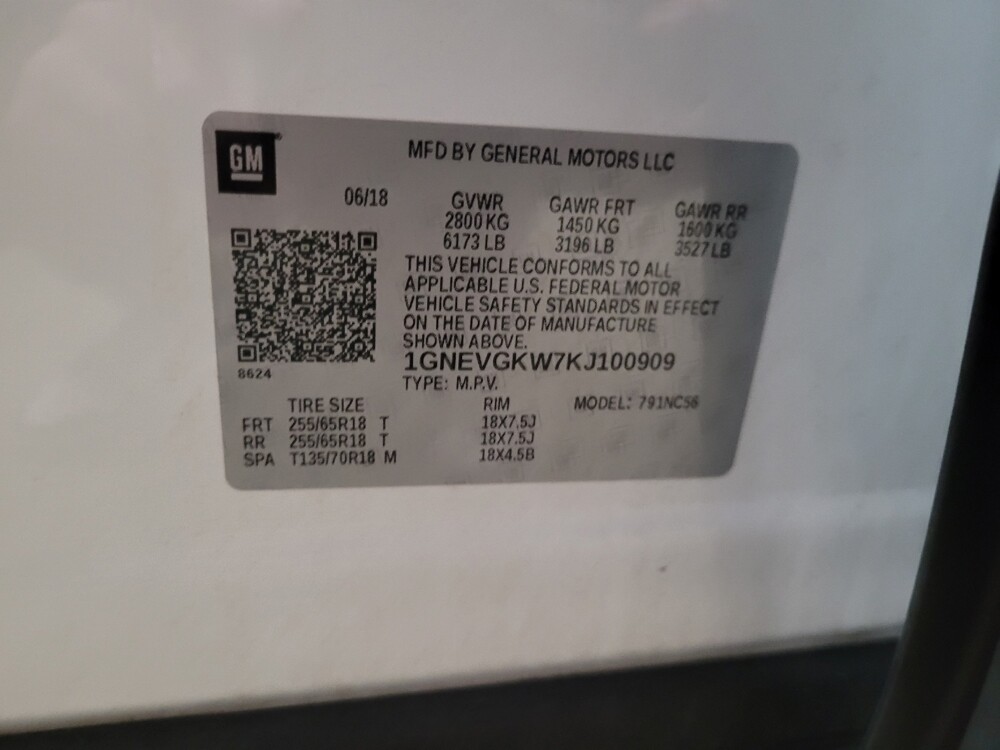 GM
MFD BY GENERAL MOTORS LLC
06/18 GVWR GAWR FRT GAWR RR
2800 KG 1450 KG 1600 KG
6173 LB 3196 LB 3527 LB
THIS VEHICLE CONFORMS TO ALL
APPLICABLE U.S. FEDERAL MOTOR
VEHICLE SAFETY STANDARDS IN EFFECT
ON THE DATE OF MANUFACTURE
SHOWN ABOVE.
1GNEVGKW7KJ100909
8624
TYPE: M.P.V.
TIRE SIZE RIM MODEL: 791NC56
FRT 255/65R18 T 18X7.5J
RR 255/65R18 T 18X7.5J
SPA T135/70R18 M 18X4.5B